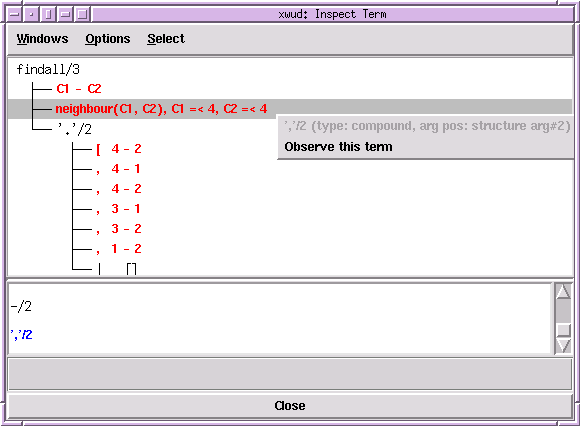 xwud: Inspect Term
Windows Options Select
findall/3
C1 - C2
neighbour(C1, C2), C1 =< 4, C2 =< 4
'.'/2
','/2 (type: compound, arg pos: structure arg#2)
Observe this term
[ 4 - 2
, 4 - 1
, 4 - 2
, 3 - 1
, 3 - 2
, 1 - 2
| []
-/2
','/2
Close